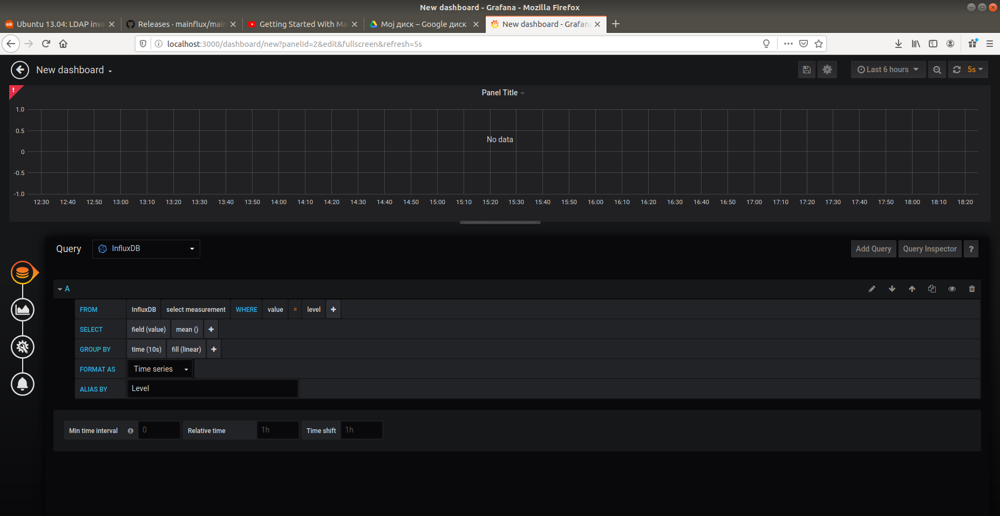 New dashboard - Grafana - Mozilla Firefox
Ubuntu 13.04: LDAP inva
Releases · mainflux/main
Getting Started With Ma
Мој диск – Google диск
New dashboard - Grafana
localhost:3000/dashboard/new?panelId=2&edit&fullscreen&refresh=5s
New dashboard
Last 6 hours
5s
!
Panel Title
1.0
0.5
0
-0.5
-1.0
No data
12:30 12:40 12:50 13:00 13:10 13:20 13:30 13:40 13:50 14:00 14:10 14:20 14:30 14:40 14:50 15:00 15:10 15:20 15:30 15:40 15:50 16:00 16:10 16:20 16:30 16:40 16:50 17:00 17:10 17:20 17:30 17:40 17:50 18:00 18:10 18:20
Query InfluxDB Add Query Query Inspector ?
A
FROM InfluxDB select measurement WHERE value = level +
SELECT field (value) mean () +
GROUP BY time (10s) fill (linear) +
FORMAT AS Time series
ALIAS BY Level
Min time interval 0 Relative time 1h Time shift 1h